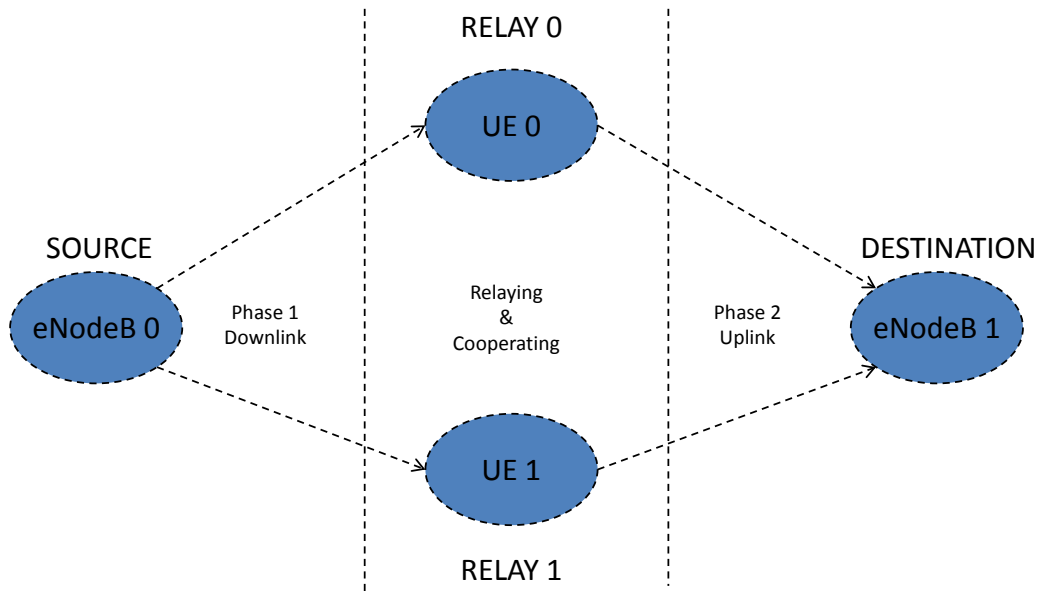 RELAY 0
UE 0
SOURCE
DESTINATION
eNodeB 0
Phase 1
Downlink
Relaying
&
Cooperating
Phase 2
Uplink
eNodeB 1
UE 1
RELAY 1